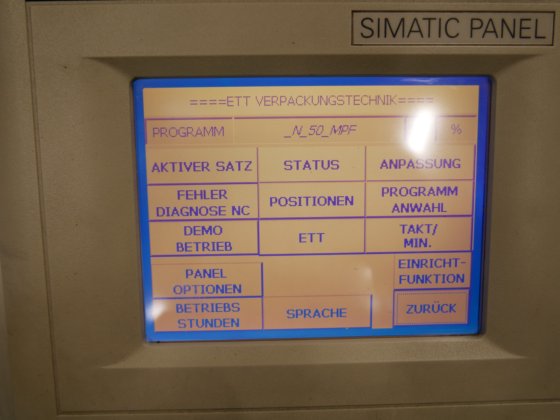 SIMATIC PANEL
====ETT VERPACKUNGSTECHNIK====
PROGRAMM _N_50_MPF %
AKTIVER SATZ STATUS ANPASSUNG
FEHLER
DIAGNOSE NC
POSITIONEN
PROGRAMM
ANWAHL
DEMO
BETRIEB
ETT
TAKT/
MIN.
PANEL
OPTIONEN
EINRICHT-
FUNKTION
BETRIEBS
STUNDEN
SPRACHE
ZURÜCK